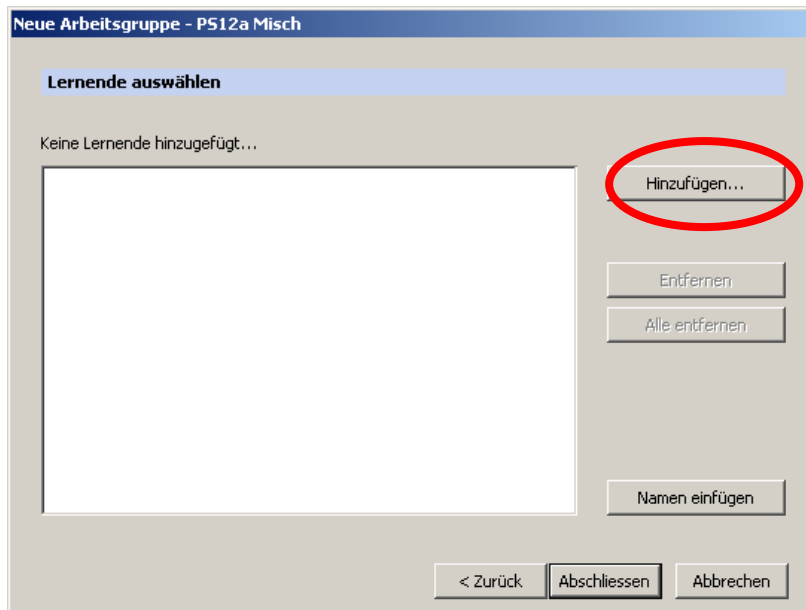 Neue Arbeitsgruppe - PS12a Misch
Lernende auswählen
Keine Lernende hinzugefügt...
Hinzufügen...
Entfernen
Alle entfernen
Namen einfügen
< Zurück
Abschliessen
Abbrechen